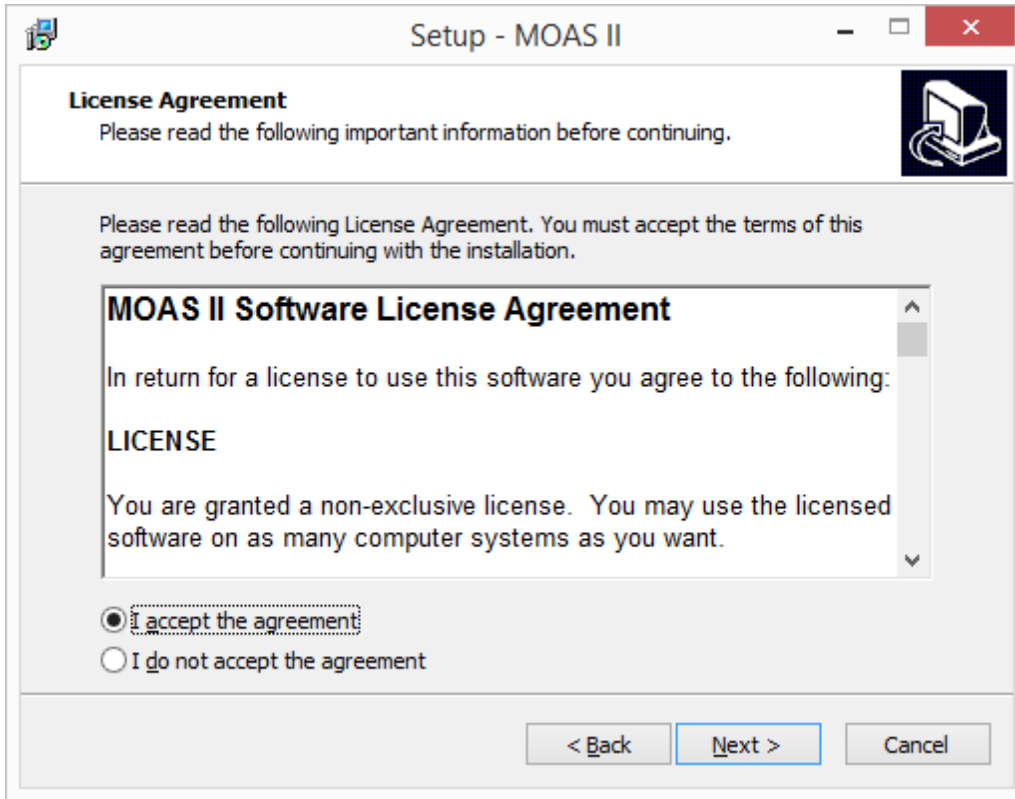 Setup - MOAS II
License Agreement
Please read the following important information before continuing.
Please read the following License Agreement. You must accept the terms of this
agreement before continuing with the installation.
MOAS II Software License Agreement
In return for a license to use this software you agree to the following:
LICENSE
You are granted a non-exclusive license.  You may use the licensed
software on as many computer systems as you want.
I accept the agreement
I do not accept the agreement
< Back Next > Cancel